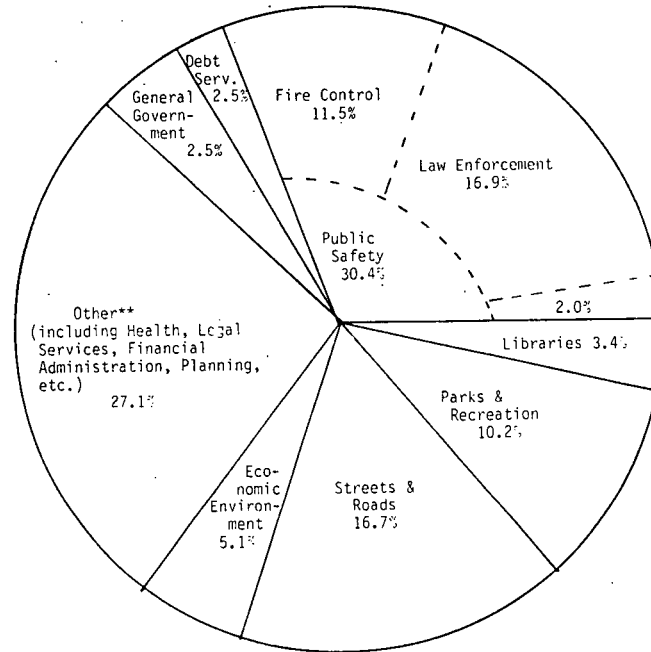 Debt
Serv.
2.5%
General
Govern-
ment
2.5%
Fire Control
11.5%
Law Enforcement
16.9%
Public
Safety
30.4%
2.0%
Libraries 3.4%
Parks &
Recreation
10.2%
Streets &
Roads
16.7%
Eco-
nomic
Environ-
ment
5.1%
Other**
(including Health, Legal
Services, Financial
Administration, Planning,
etc.)
27.1%